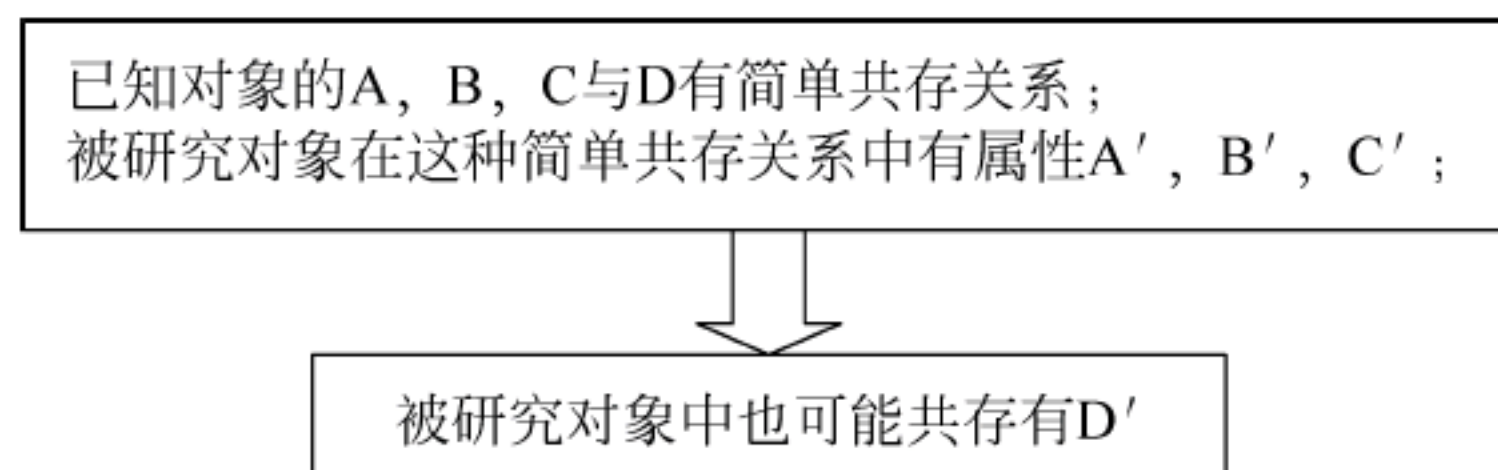 已知对象的A，B，C与D有简单共存关系；
被研究对象在这种简单共存关系中有属性A′，B′，C′；
被研究对象中也可能共存有D′